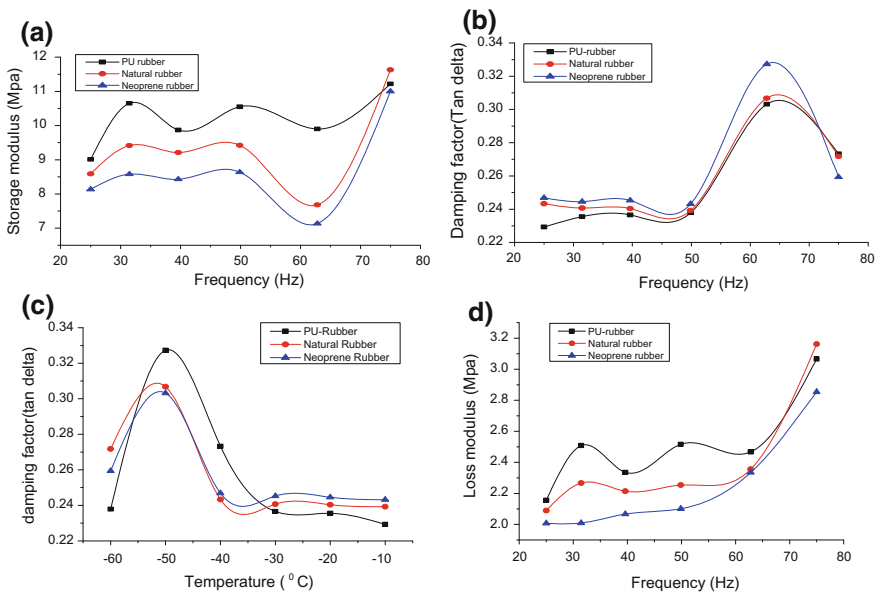 (a)
PU rubber
Natural rubber
Neoprene rubber
Storage modulus (Mpa)
12
11
10
9
8
7
20 30 40 50 60 70 80
Frequency (Hz)
(b)
PU-rubber
Natural rubber
Neoprene rubber
Damping factor(Tan delta)
0.34
0.32
0.30
0.28
0.26
0.24
0.22
20 30 40 50 60 70 80
Frequency (Hz)
(c)
PU-Rubber
Natural Rubber
Neoprene Rubber
damping factor(tan delta)
0.34
0.32
0.30
0.28
0.26
0.24
0.22
-60 -50 -40 -30 -20 -10
Temperature ( ⁰C)
d)
PU-rubber
Natural rubber
Neoprene rubber
Loss modulus (Mpa)
3.2
3.0
2.8
2.6
2.4
2.2
2.0
20 30 40 50 60 70 80
Frequency (Hz)